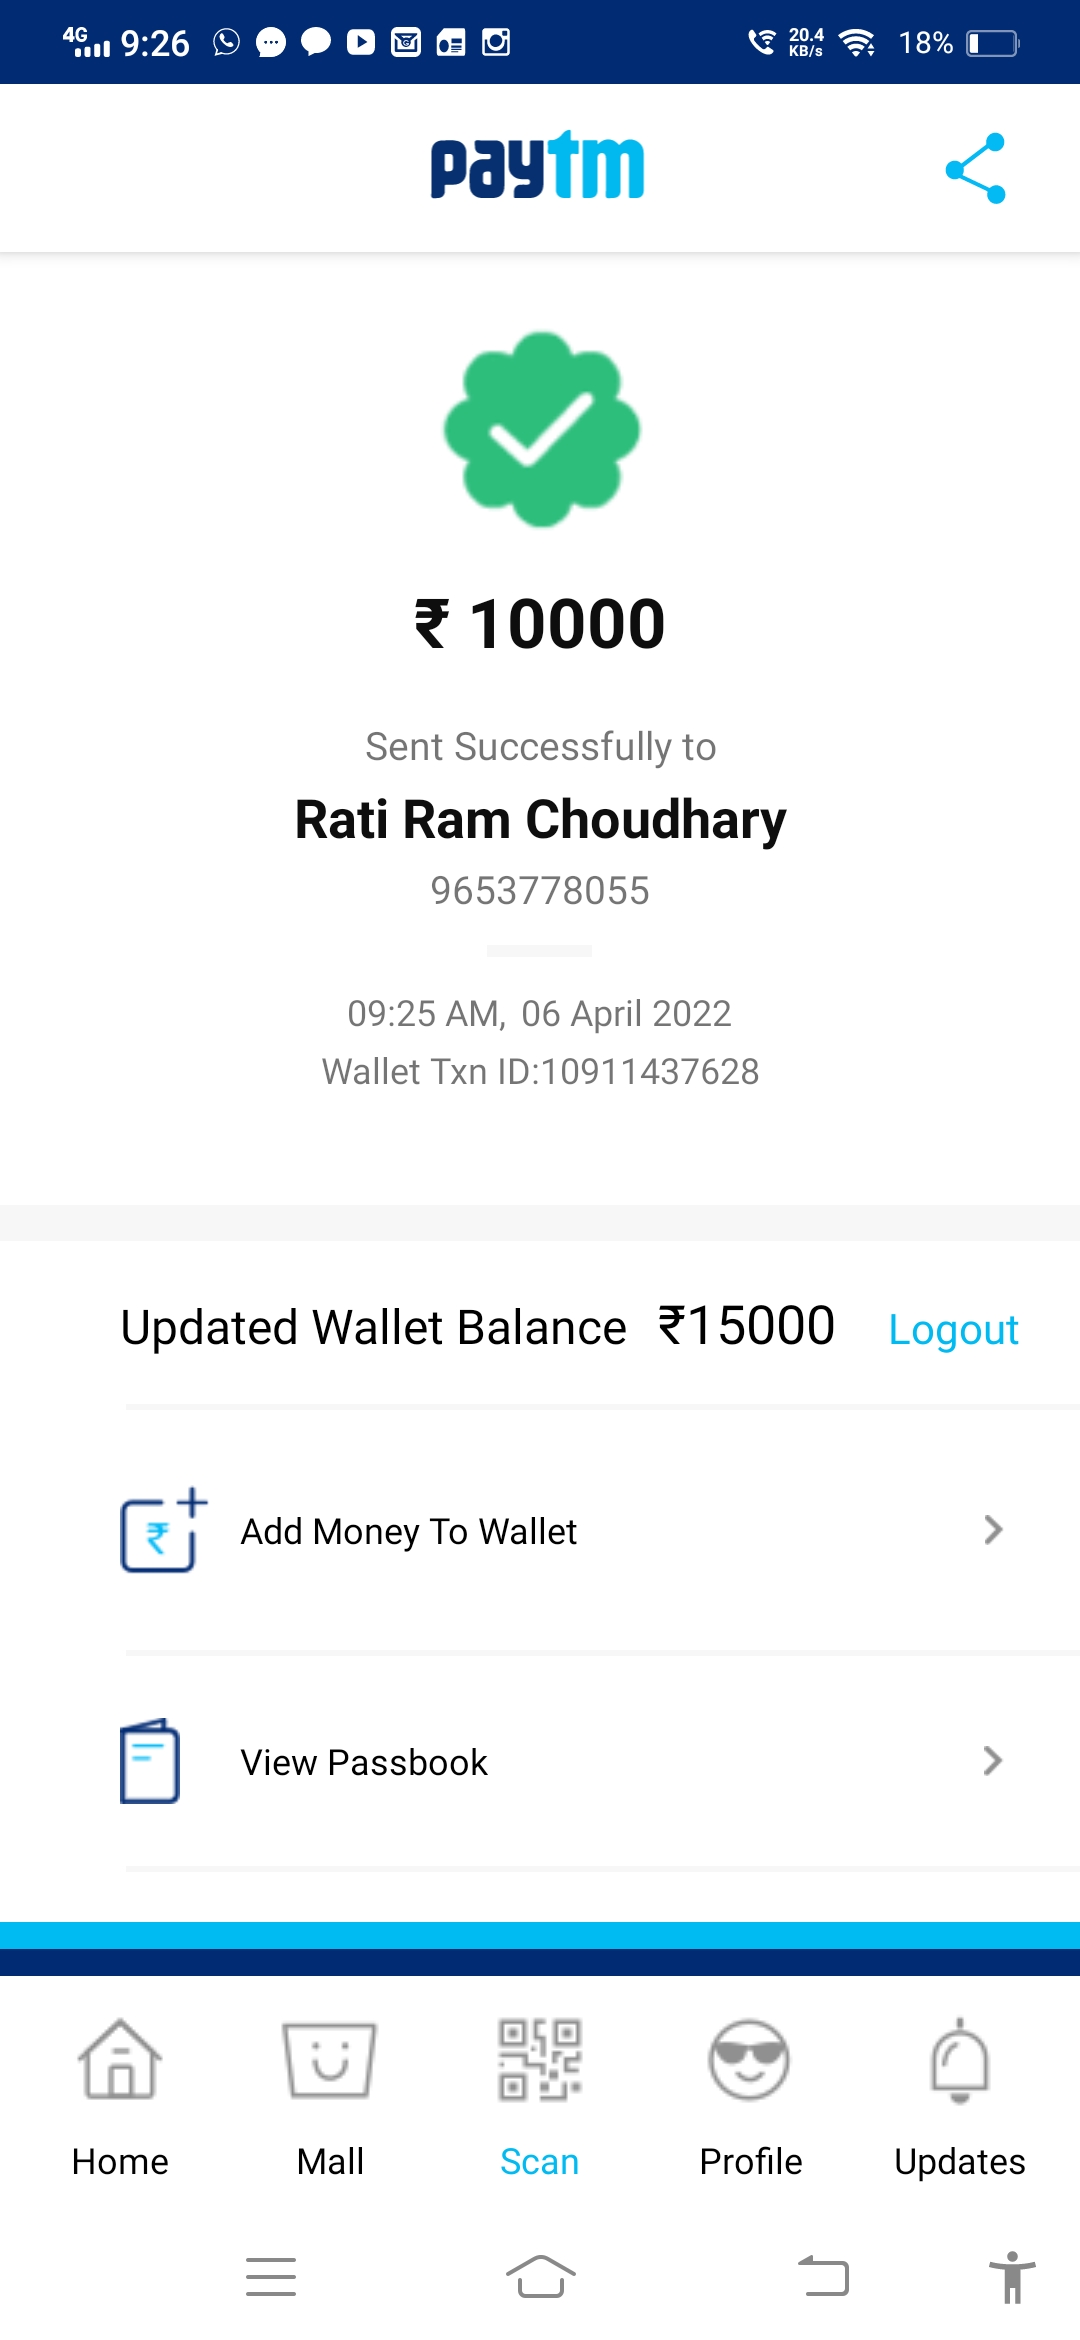 4G 9:26 20.4 KB/s 18%
paytm
₹ 10000
Sent Successfully to
Rati Ram Choudhary
9653778055
09:25 AM, 06 April 2022
Wallet Txn ID:10911437628
Updated Wallet Balance ₹15000 Logout
Add Money To Wallet
View Passbook
Home Mall Scan Profile Updates